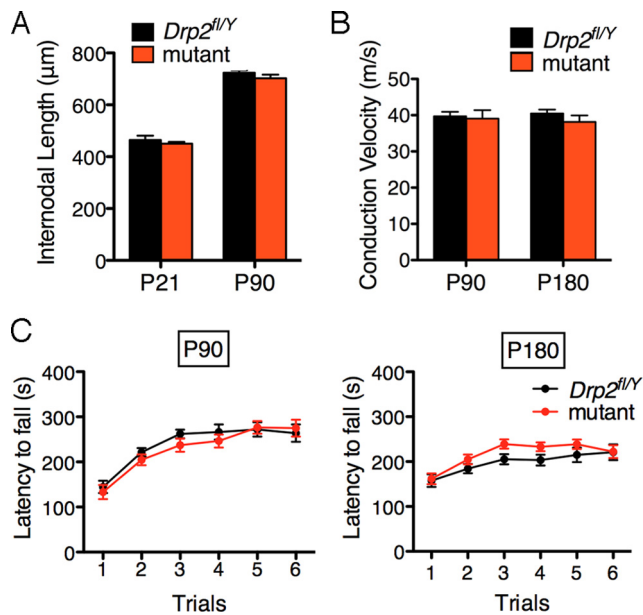 A
Drp2fl/Y
mutant
Internodal Length (µm)
800
600
400
200
0
P21 P90
B
Drp2fl/Y
mutant
Conduction Velocity (m/s)
50
40
30
20
10
0
P90 P180
C
P90
Latency to fall (s)
400
300
200
100
0
1 2 3 4 5 6
Trials
P180
Drp2fl/Y
mutant
Latency to fall (s)
400
300
200
100
0
1 2 3 4 5 6
Trials